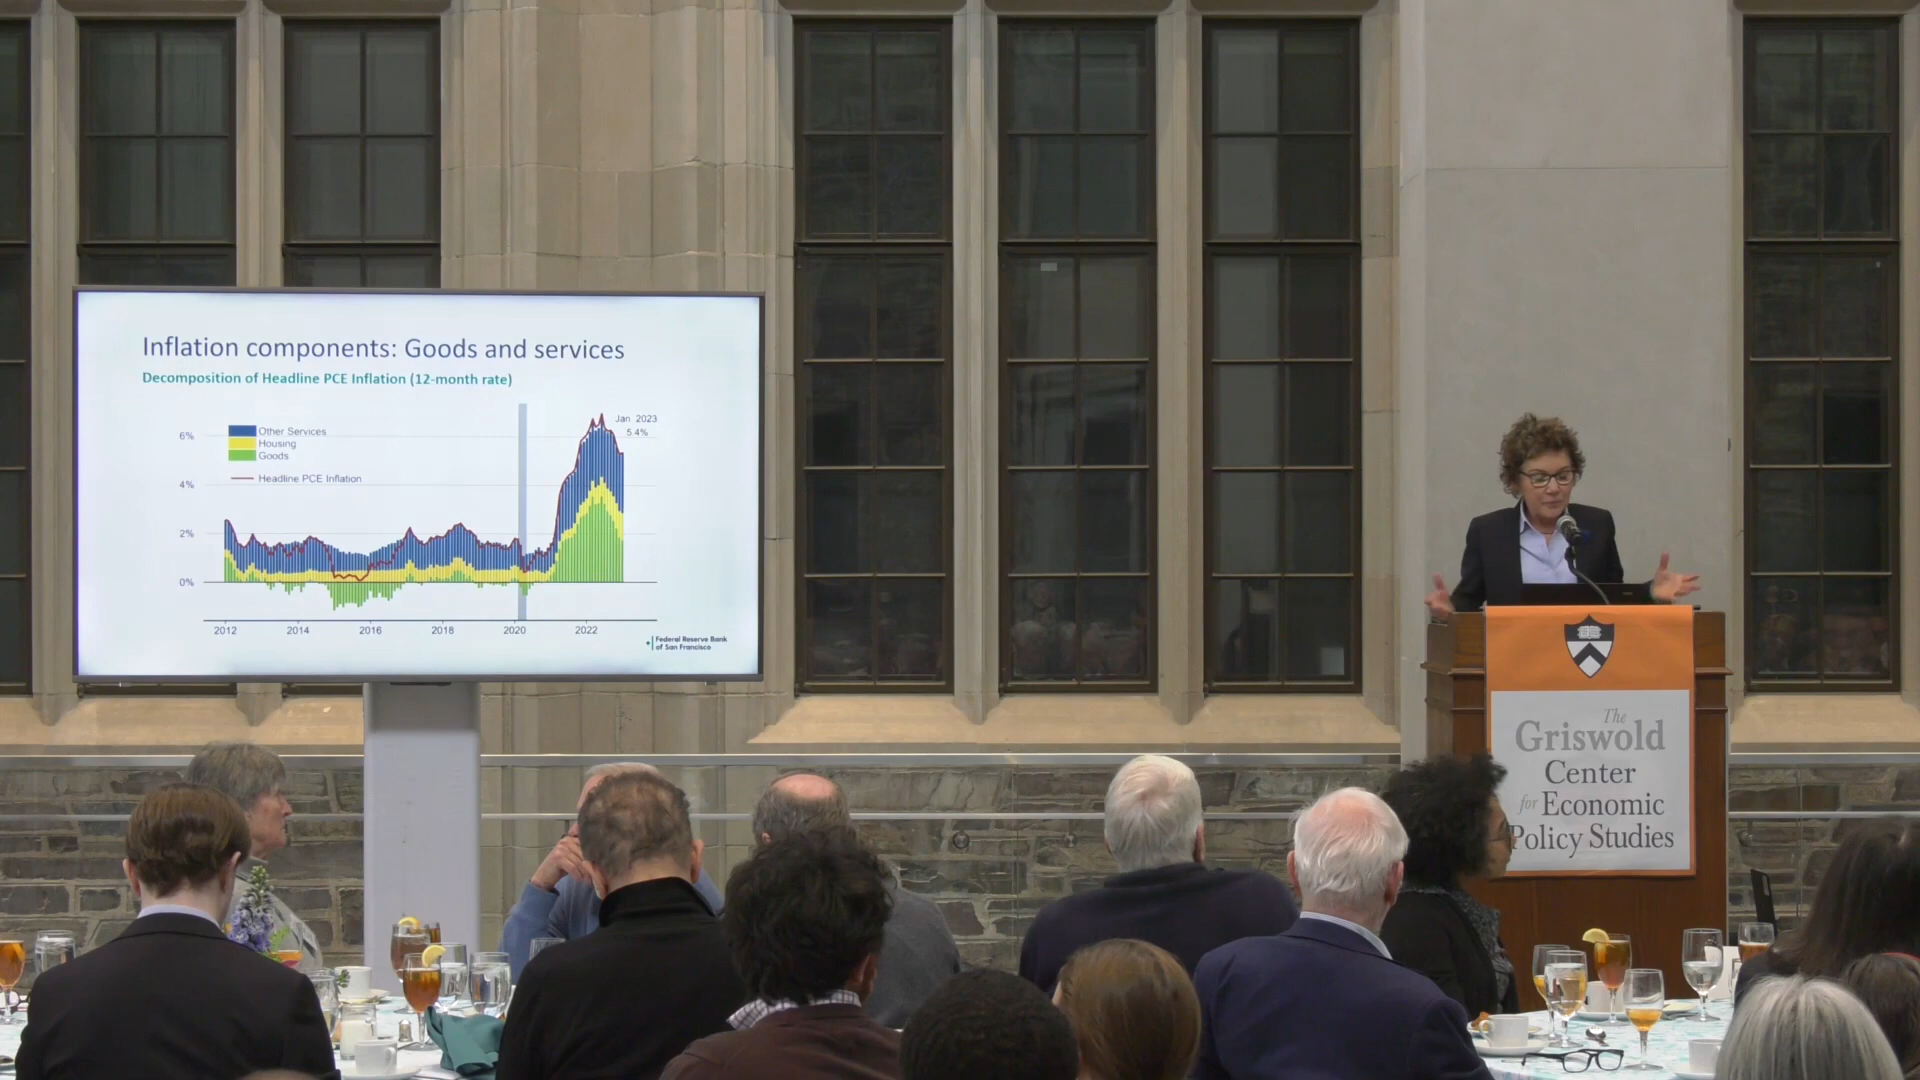 Inflation components: Goods and services
Decomposition of Headline PCE Inflation (12-month rate)
Jan 2023
5.4%
Other Services
Housing
Goods
Headline PCE Inflation
6%
4%
2%
0%
2012 2014 2016 2018 2020 2022
Federal Reserve Bank
of San Francisco
The
Griswold
Center
for Economic
Policy Studies